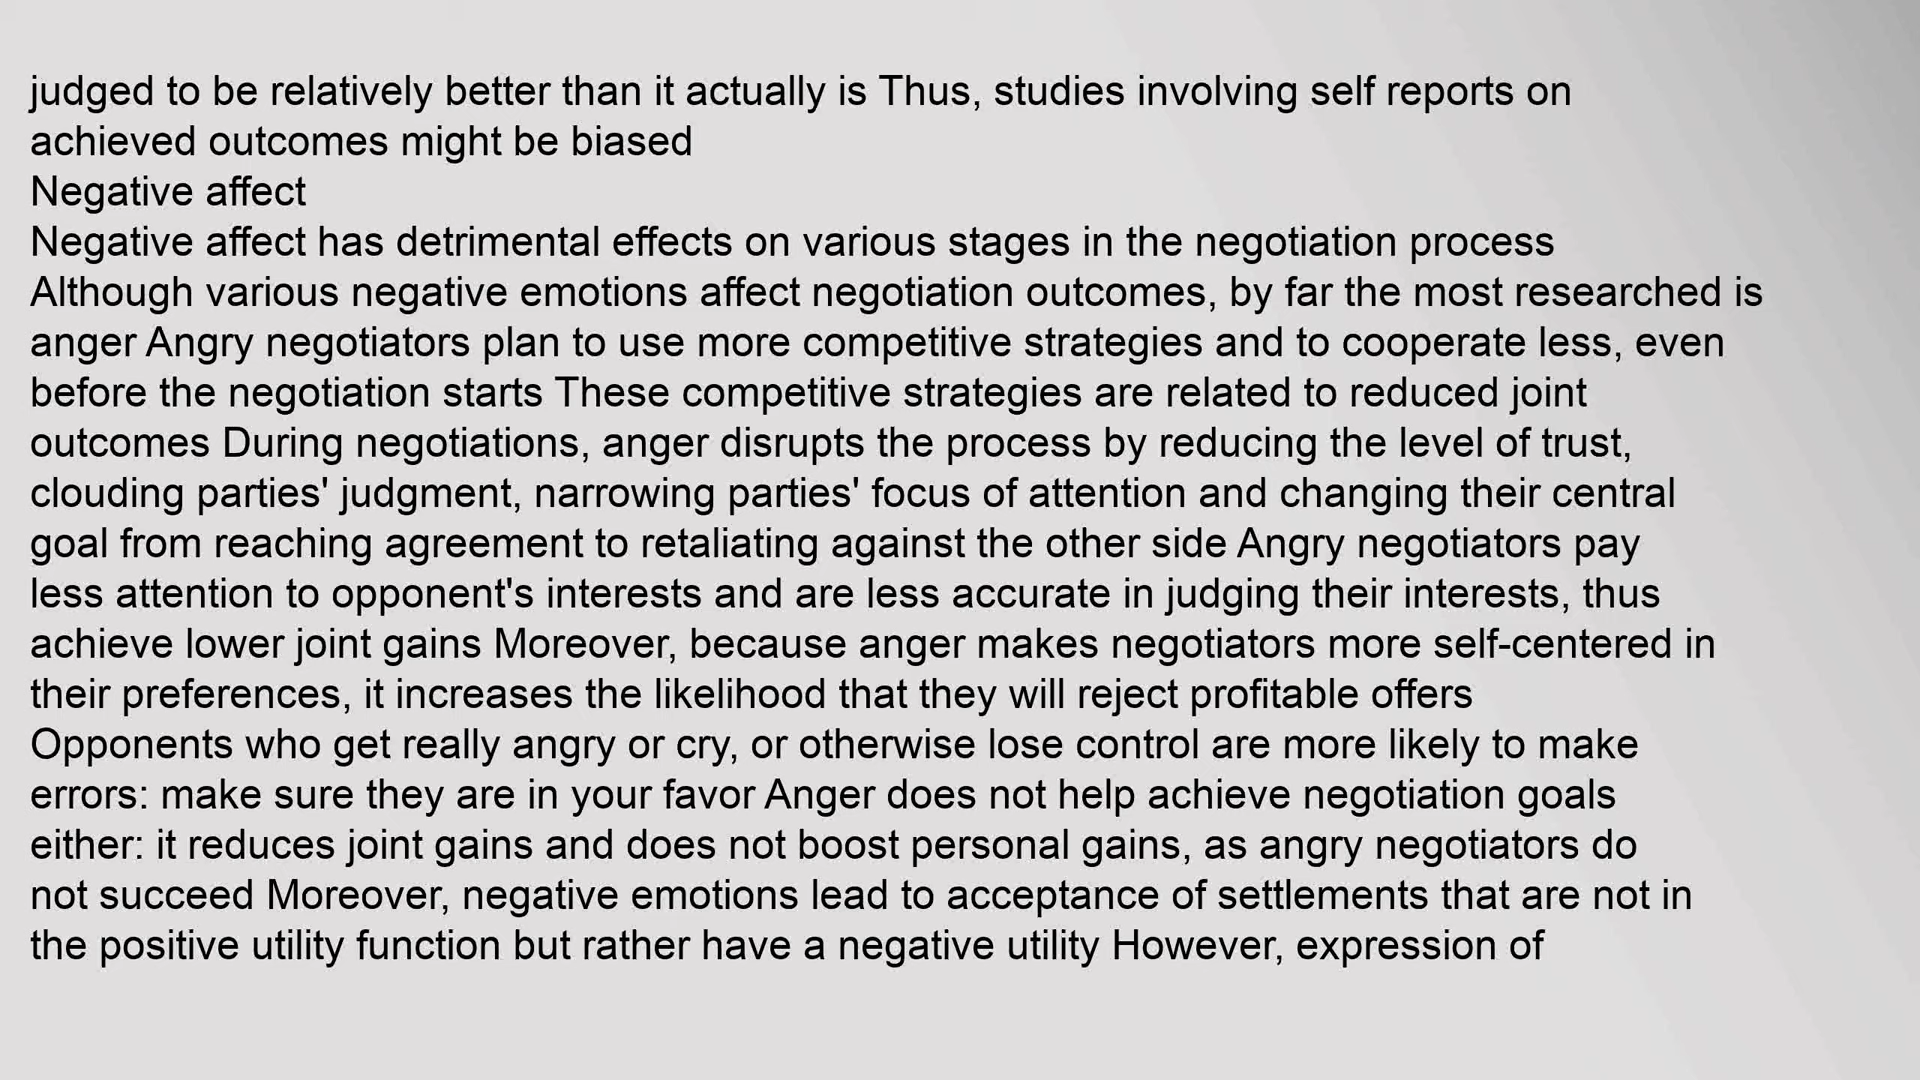 judged to be relatively better than it actually is Thus, studies involving self reports on
achieved outcomes might be biased
Negative affect
Negative affect has detrimental effects on various stages in the negotiation process
Although various negative emotions affect negotiation outcomes, by far the most researched is
anger Angry negotiators plan to use more competitive strategies and to cooperate less, even
before the negotiation starts These competitive strategies are related to reduced joint
outcomes During negotiations, anger disrupts the process by reducing the level of trust,
clouding parties' judgment, narrowing parties' focus of attention and changing their central
goal from reaching agreement to retaliating against the other side Angry negotiators pay
less attention to opponent's interests and are less accurate in judging their interests, thus
achieve lower joint gains Moreover, because anger makes negotiators more self-centered in
their preferences, it increases the likelihood that they will reject profitable offers
Opponents who get really angry or cry, or otherwise lose control are more likely to make
errors: make sure they are in your favor Anger does not help achieve negotiation goals
either: it reduces joint gains and does not boost personal gains, as angry negotiators do
not succeed Moreover, negative emotions lead to acceptance of settlements that are not in
the positive utility function but rather have a negative utility However, expression of